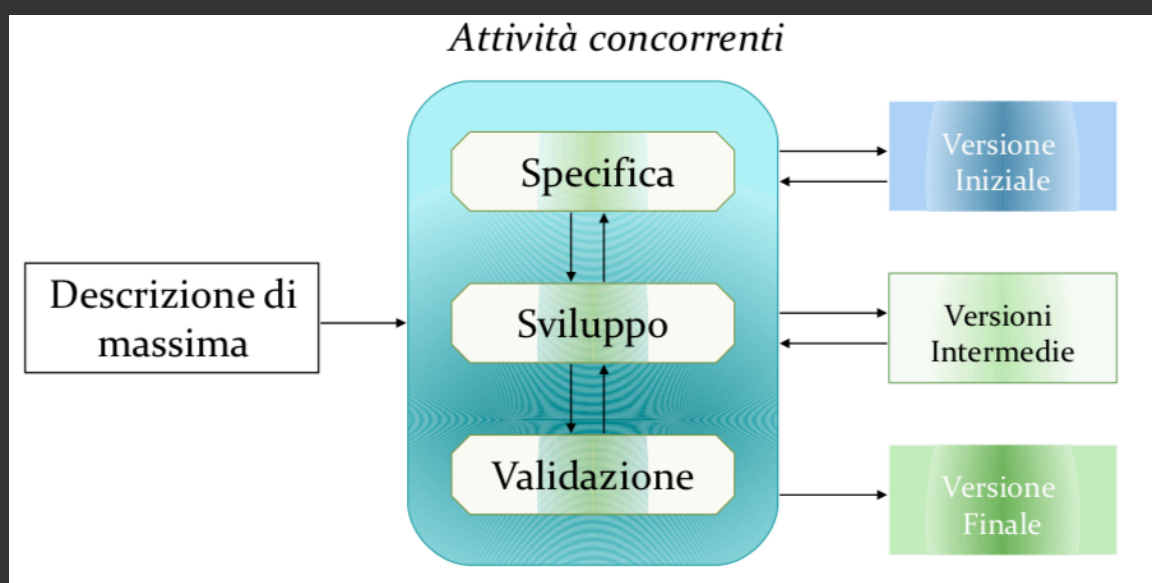 Attività concorrenti
Descrizione di
massima
Specifica
Sviluppo
Validazione
Versione
Iniziale
Versioni
Intermedie
Versione
Finale